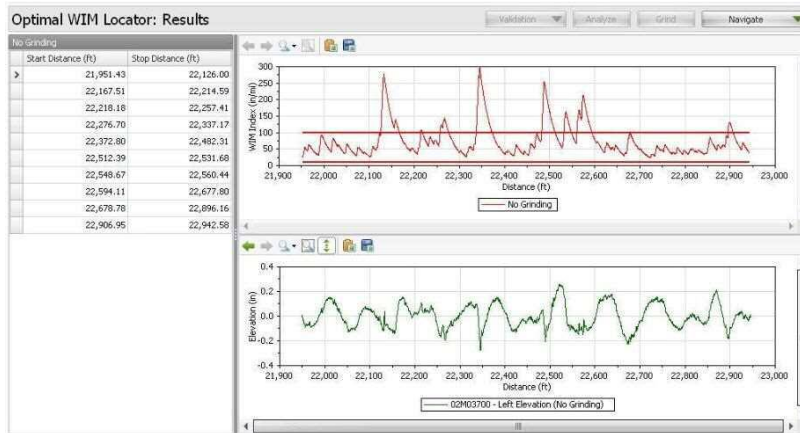 Optimal WIM Locator: Results
Validation
Analyze
Grind
Navigate
No Grinding
Start Distance (ft) Stop Distance (ft)
21,951.43 22,126.00
22,167.51 22,214.59
22,218.18 22,257.41
22,276.70 22,337.17
22,372.80 22,482.31
22,512.39 22,531.68
22,548.67 22,560.44
22,594.11 22,677.80
22,678.78 22,896.16
22,906.95 22,942.58
WIM Index (in/mi)
300
250
200
150
100
50
0
21,900 22,000 22,100 22,200 22,300 22,400 22,500 22,600 22,700 22,800 22,900 23,000
Distance (ft)
No Grinding
Elevation (in)
0.4
0.2
0.0
-0.2
-0.4
21,900 22,000 22,100 22,200 22,300 22,400 22,500 22,600 22,700 22,800 22,900 23,000
Distance (ft)
02M03700 - Left Elevation (No Grinding)